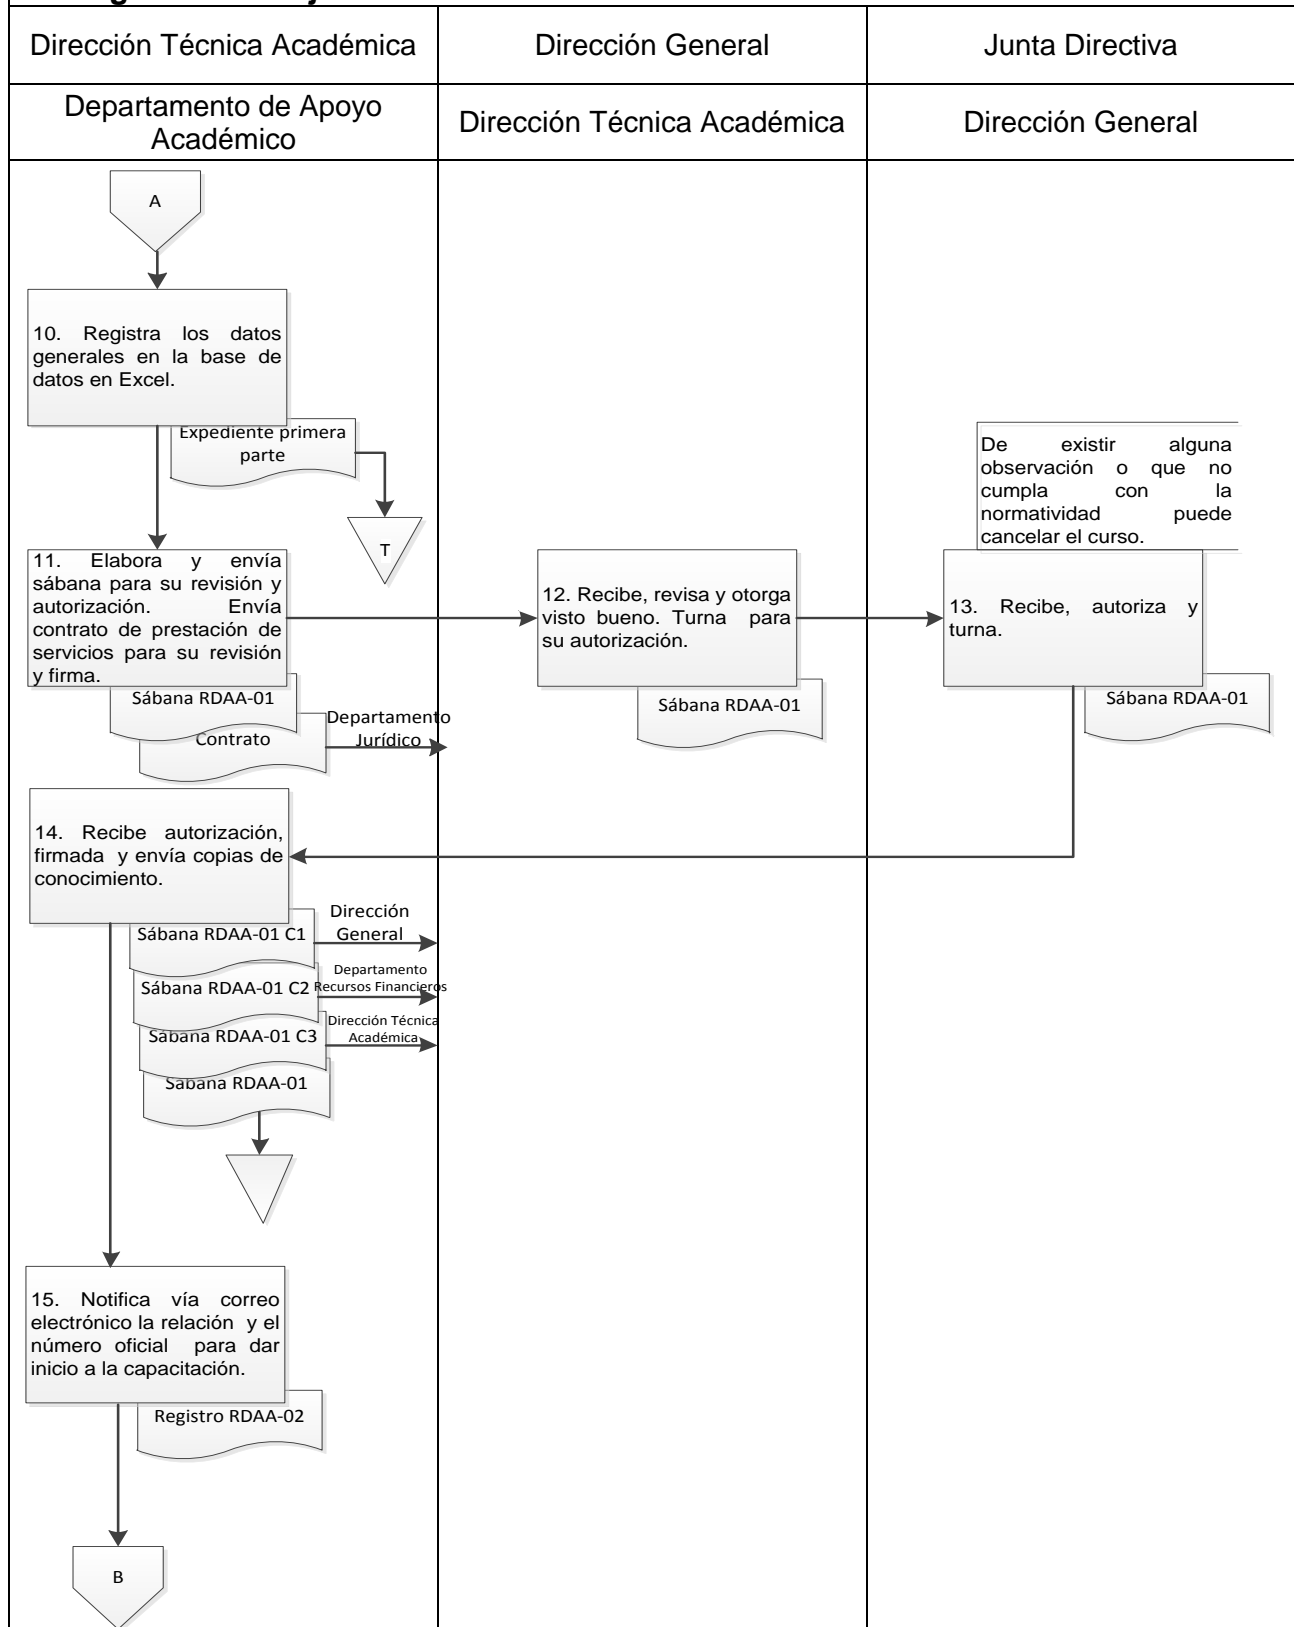 Dirección Técnica Académica
Dirección General
Junta Directiva
Departamento de Apoyo
Académico
Dirección Técnica Académica
Dirección General
A
10. Registra los datos
generales en la base de
datos en Excel.
Expediente primera
parte
T
De existir alguna
observación o que no
cumpla con la
normatividad puede
cancelar el curso.
11. Elabora y envía
sábana para su revisión y
autorización. Envía
contrato de prestación de
servicios para su revisión
y firma.
Sábana RDAA-01
Contrato
Departamento
Jurídico
12. Recibe, revisa y otorga
visto bueno. Turna para
su autorización.
Sábana RDAA-01
13. Recibe, autoriza y
turna.
Sábana RDAA-01
14. Recibe autorización,
firmada y envía copias de
conocimiento.
Sábana RDAA-01 C1
Dirección
General
Sábana RDAA-01 C2
Departamento
Recursos Financieros
Sábana RDAA-01 C3
Dirección Técnica
Académica
Sábana RDAA-01
15. Notifica vía correo
electrónico la relación y el
número oficial para dar
inicio a la capacitación.
Registro RDAA-02
B